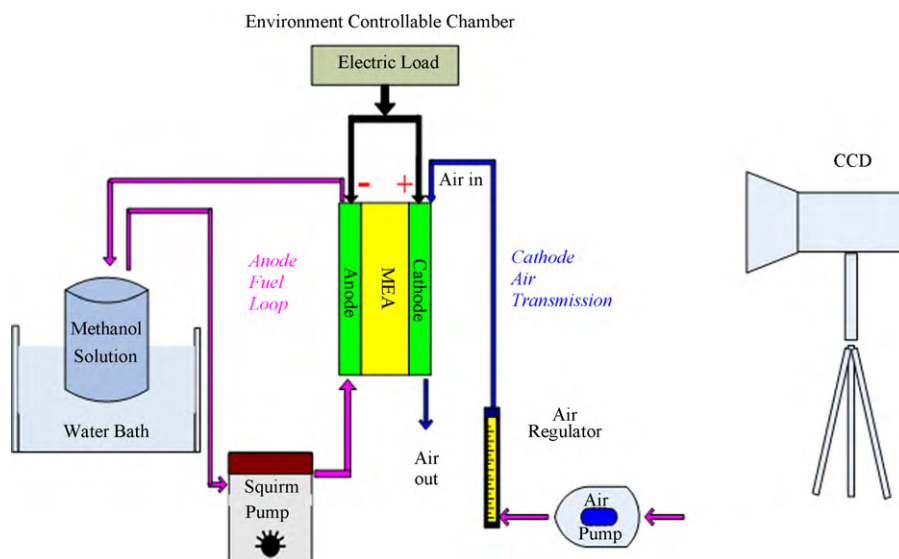 Environment Controllable Chamber
Electric Load
-
+
Air in
CCD
Anode
Fuel
Loop
Anode
MEA
Cathode
Cathode
Air
Transmission
Methanol
Solution
Water Bath
Air
out
Air
Regulator
Squirm
Pump
Air
Pump